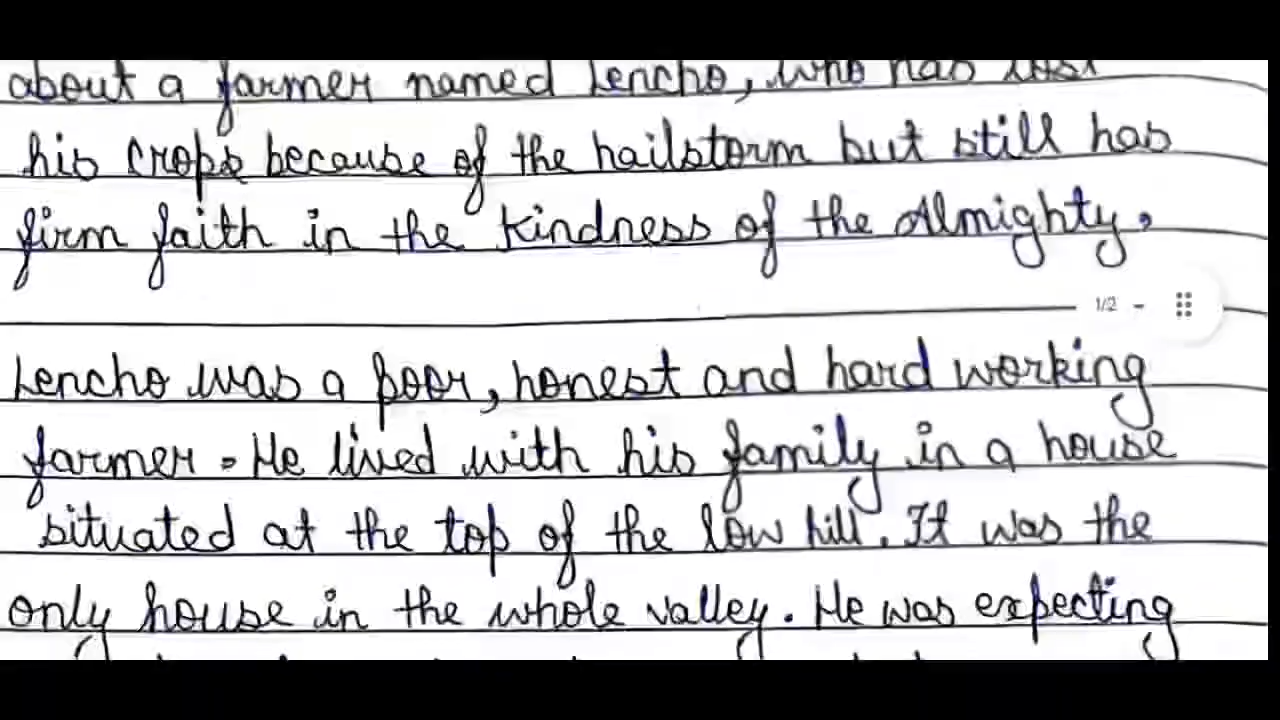 about a farmer named Lencho, who has lost
his crops because of the hailstorm but still has
firm faith in the kindness of the Almighty.
1/2
Lencho was a poor, honest and hard working
farmer. He lived with his family in a house
situated at the top of the low hill. It was the
only house in the whole valley. He was expecting